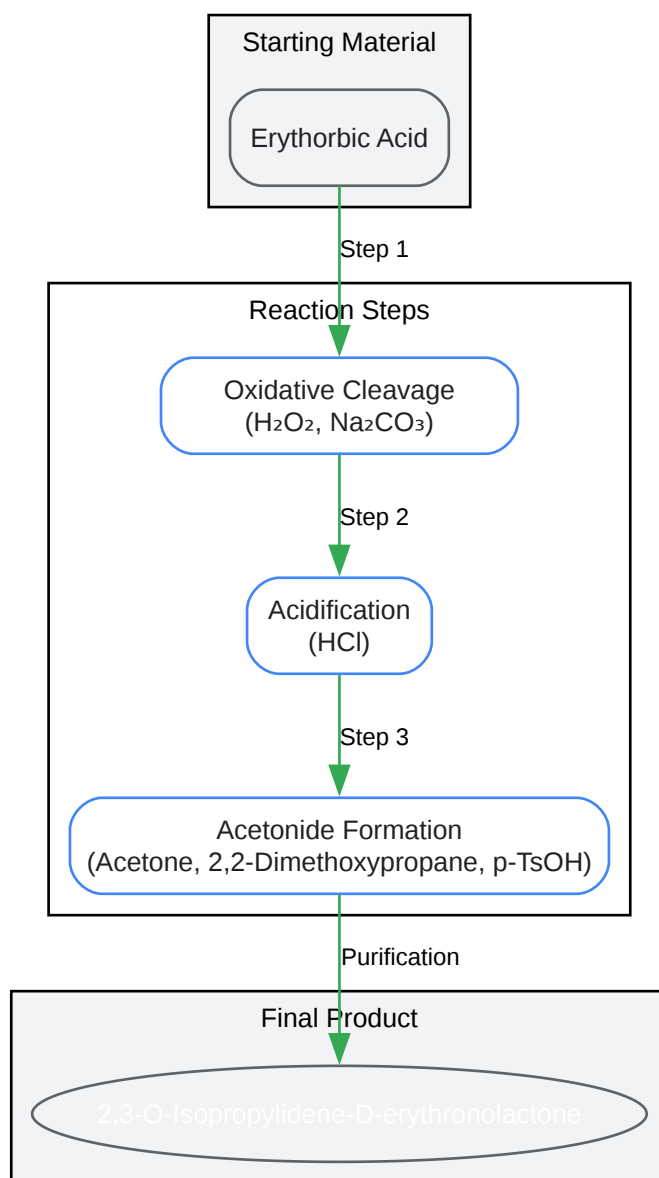 Starting Material
Erythorbic Acid
Step 1
Reaction Steps
Oxidative Cleavage
(H₂O₂, Na₂CO₃)
Step 2
Acidification
(HCl)
Step 3
Acetonide Formation
(Acetone, 2,2-Dimethoxypropane, p-TsOH)
Purification
Final Product
2,3-O-Isopropylidene-D-erythronolactone